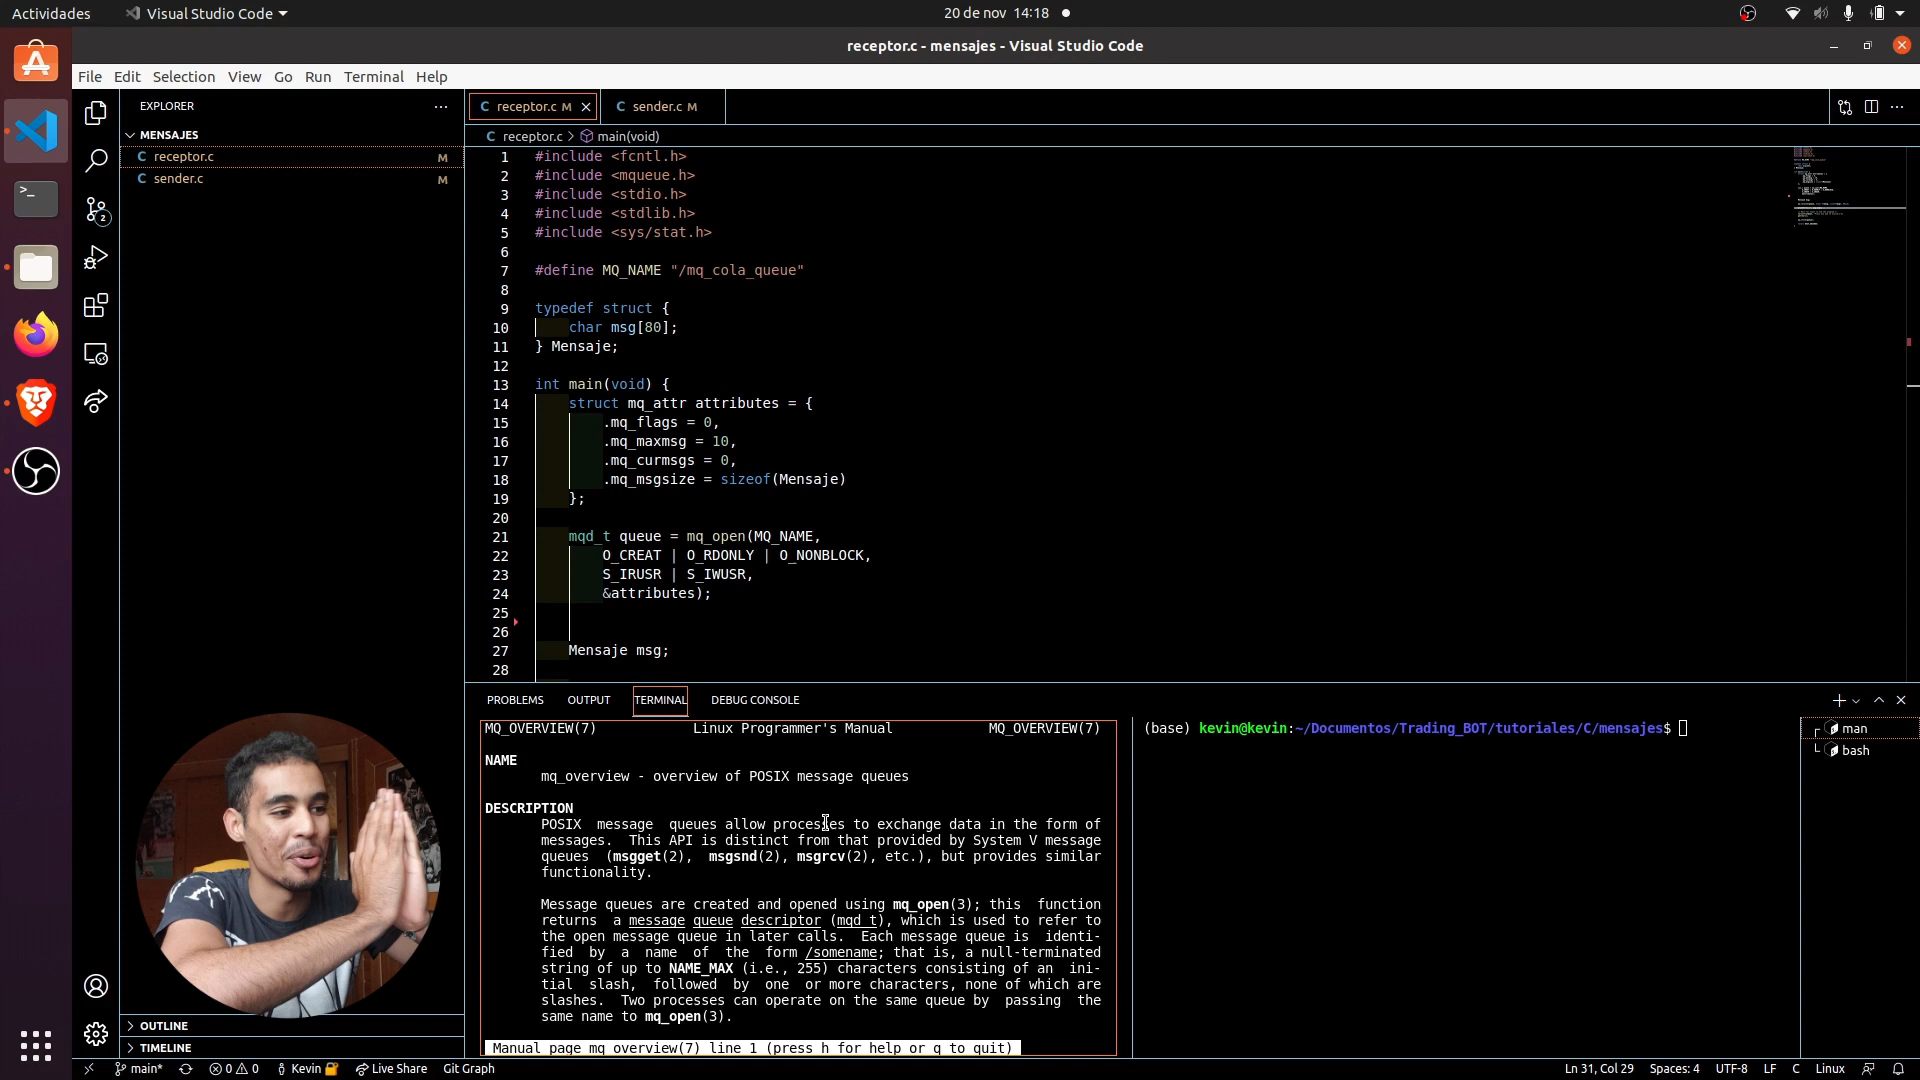 Actividades
Visual Studio Code
20 de nov 14:18
receptor.c - mensajes - Visual Studio Code
File Edit Selection View Go Run Terminal Help
EXPLORER
MENSAJES
C receptor.c M
C sender.c M
2
C receptor.c M
C sender.c M
C receptor.c > main(void)
1 #include <fcntl.h>
2 #include <mqueue.h>
3 #include <stdio.h>
4 #include <stdlib.h>
5 #include <sys/stat.h>
6
7 #define MQ_NAME "/mq_cola_queue"
8
9 typedef struct {
10 char msg[80];
11 } Mensaje;
12
13 int main(void) {
14 struct mq_attr attributes = {
15 .mq_flags = 0,
16 .mq_maxmsg = 10,
17 .mq_curmsgs = 0,
18 .mq_msgsize = sizeof(Mensaje)
19 };
20
21 mqd_t queue = mq_open(MQ_NAME,
22 O_CREAT | O_RDONLY | O_NONBLOCK,
23 S_IRUSR | S_IWUSR,
24 &attributes);
25
26
27 Mensaje msg;
28
PROBLEMS OUTPUT TERMINAL DEBUG CONSOLE
MQ_OVERVIEW(7) Linux Programmer's Manual MQ_OVERVIEW(7)
NAME
mq_overview - overview of POSIX message queues
DESCRIPTION
POSIX message queues allow processes to exchange data in the form of
messages. This API is distinct from that provided by System V message
queues (msgget(2), msgsnd(2), msgrcv(2), etc.), but provides similar
functionality.
Message queues are created and opened using mq_open(3); this function
returns a message queue descriptor (mqd_t), which is used to refer to
the open message queue in later calls. Each message queue is identi-
fied by a name of the form /somename; that is, a null-terminated
string of up to NAME_MAX (i.e., 255) characters consisting of an ini-
tial slash, followed by one or more characters, none of which are
slashes. Two processes can operate on the same queue by passing the
same name to mq_open(3).
Manual page mq_overview(7) line 1 (press h for help or q to quit)
(base) kevin@kevin:~/Documentos/Trading_BOT/tutoriales/C/mensajes$
man
bash
OUTLINE
TIMELINE
main* 0 0 Kevin Live Share Git Graph
Ln 31, Col 29 Spaces: 4 UTF-8 LF C Linux